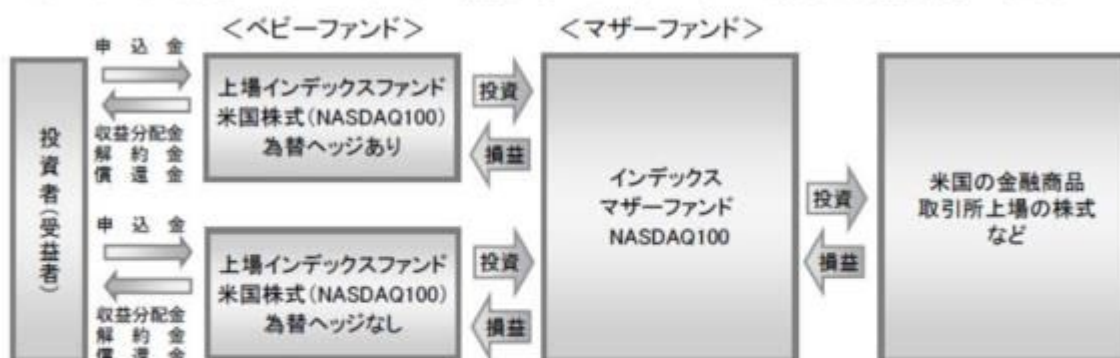 ＜ベビーファンド＞
＜マザーファンド＞
投資者(受益者)
申込金
収益分配金
解約金
償還金
上場インデックスファンド
米国株式(NASDAQ100)
為替ヘッジあり
投資
損益
申込金
収益分配金
解約金
償還金
上場インデックスファンド
米国株式(NASDAQ100)
為替ヘッジなし
投資
損益
インデックス
マザーファンド
NASDAQ100
投資
損益
米国の金融商品
取引所上場の株式
など